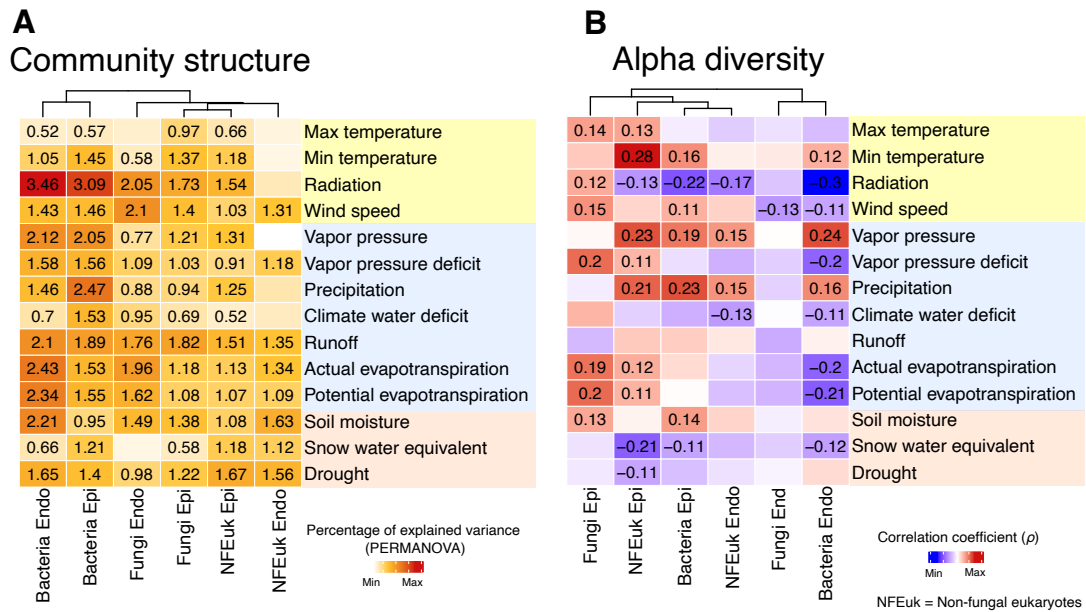 A
Community structure
0.52 0.57 0.97 0.66 Max temperature
1.05 1.45 0.58 1.37 1.18 Min temperature
3.46 3.09 2.05 1.73 1.54 Radiation
1.43 1.46 2.1 1.4 1.03 1.31 Wind speed
2.12 2.05 0.77 1.21 1.31 Vapor pressure
1.58 1.56 1.09 1.03 0.91 1.18 Vapor pressure deficit
1.46 2.47 0.88 0.94 1.25 Precipitation
0.7 1.53 0.95 0.69 0.52 Climate water deficit
2.1 1.89 1.76 1.82 1.51 1.35 Runoff
2.43 1.53 1.96 1.18 1.13 1.34 Actual evapotranspiration
2.34 1.55 1.62 1.08 1.07 1.09 Potential evapotranspiration
2.21 0.95 1.49 1.38 1.08 1.63 Soil moisture
0.66 1.21 0.58 1.18 1.12 Snow water equivalent
1.65 1.4 0.98 1.22 1.67 1.56 Drought
Bacteria Endo
Bacteria Epi
Fungi Endo
Fungi Epi
NFEuk Epi
NFEuk Endo
Percentage of explained variance
(PERMANOVA)
Min Max
B
Alpha diversity
0.14 0.13 Max temperature
0.28 0.16 0.12 Min temperature
0.12 −0.13 −0.22 −0.17 −0.3 Radiation
0.15 0.11 −0.13 −0.11 Wind speed
0.23 0.19 0.15 0.24 Vapor pressure
0.2 0.11 −0.2 Vapor pressure deficit
0.21 0.23 0.15 0.16 Precipitation
−0.13 −0.11 Climate water deficit
Runoff
0.19 0.12 −0.2 Actual evapotranspiration
0.2 0.11 −0.21 Potential evapotranspiration
0.13 0.14 Soil moisture
−0.21 −0.11 −0.12 Snow water equivalent
−0.11 Drought
Fungi Epi
NFEuk Epi
Bacteria Epi
NFEuk Endo
Fungi End
Bacteria Endo
Correlation coefficient (ρ)
Min Max
NFEuk = Non-fungal eukaryotes